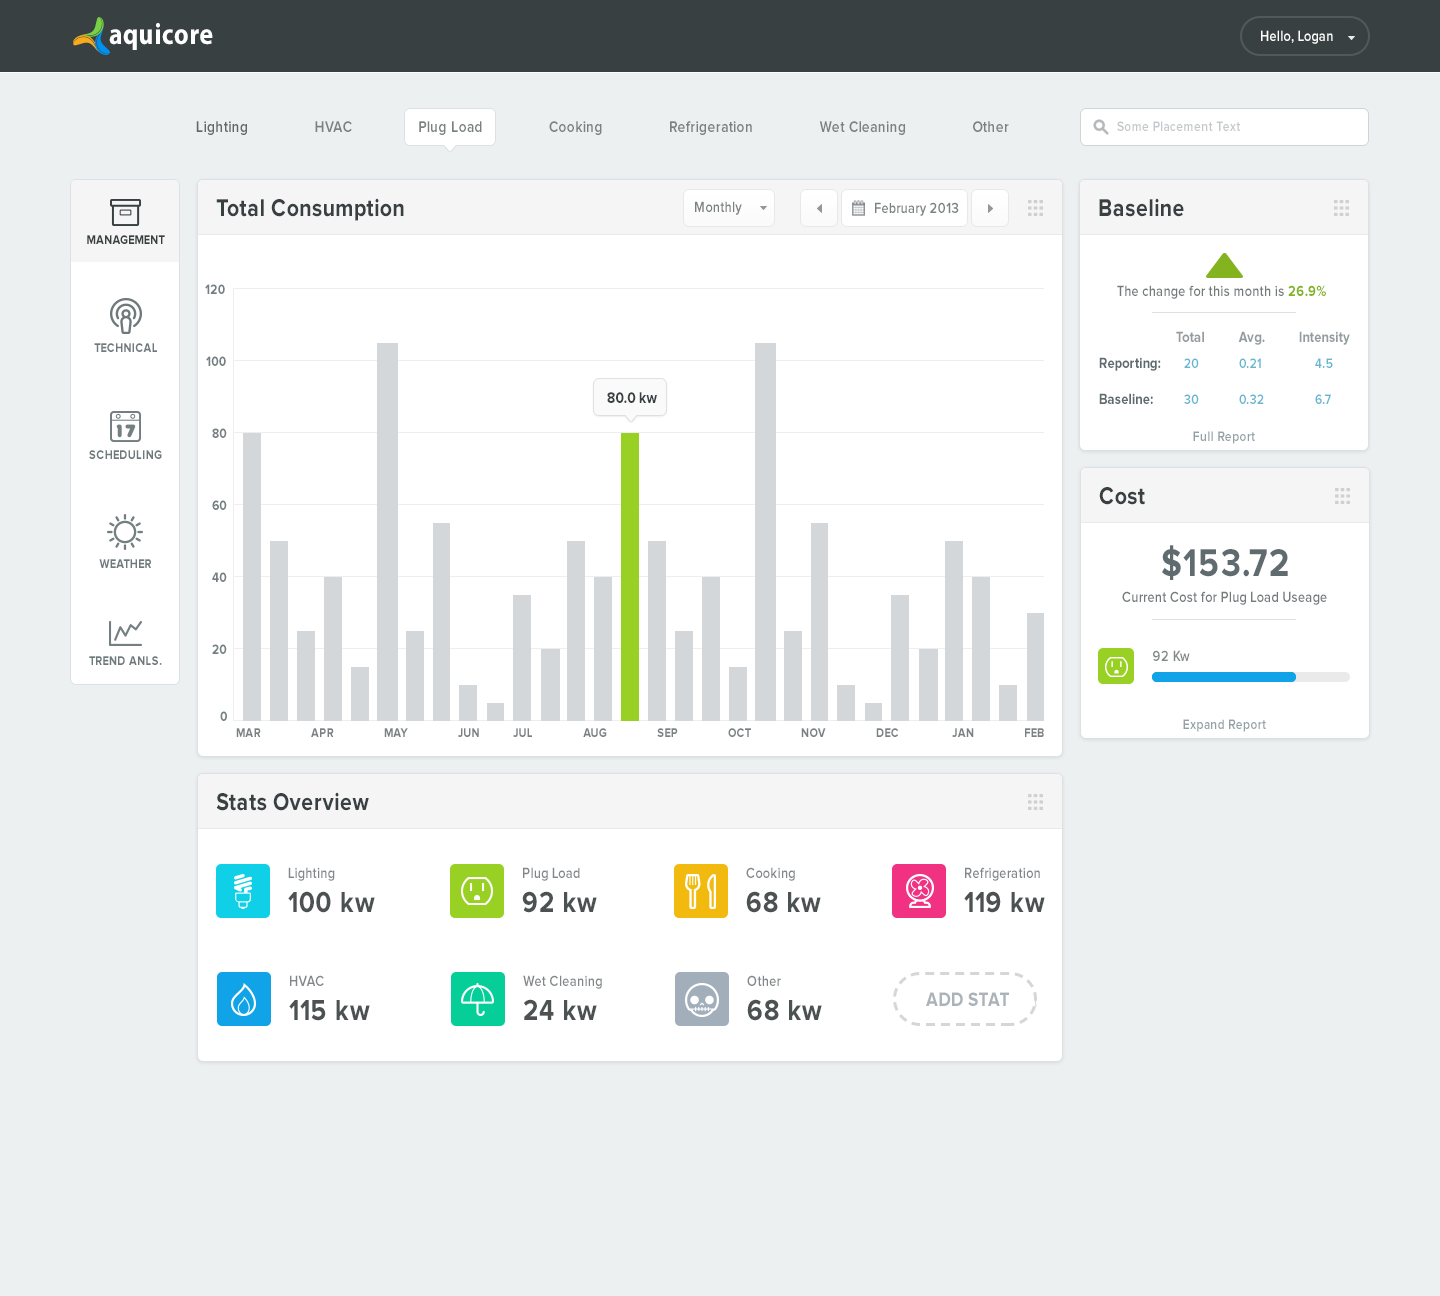 aquicore
Hello, Logan
Lighting HVAC Plug Load Cooking Refrigeration Wet Cleaning Other
Some Placement Text
MANAGEMENT
TECHNICAL
17
SCHEDULING
WEATHER
TREND ANLS.
Total Consumption
Monthly
February 2013
120
100
80
60
40
20
0
80.0 kw
MAR APR MAY JUN JUL AUG SEP OCT NOV DEC JAN FEB
Baseline
The change for this month is 26.9%
Total Avg. Intensity
Reporting: 20 0.21 4.5
Baseline: 30 0.32 6.7
Full Report
Cost
$153.72
Current Cost for Plug Load Useage
92 Kw
Expand Report
Stats Overview
Lighting
100 kw
Plug Load
92 kw
Cooking
68 kw
Refrigeration
119 kw
HVAC
115 kw
Wet Cleaning
24 kw
Other
68 kw
ADD STAT